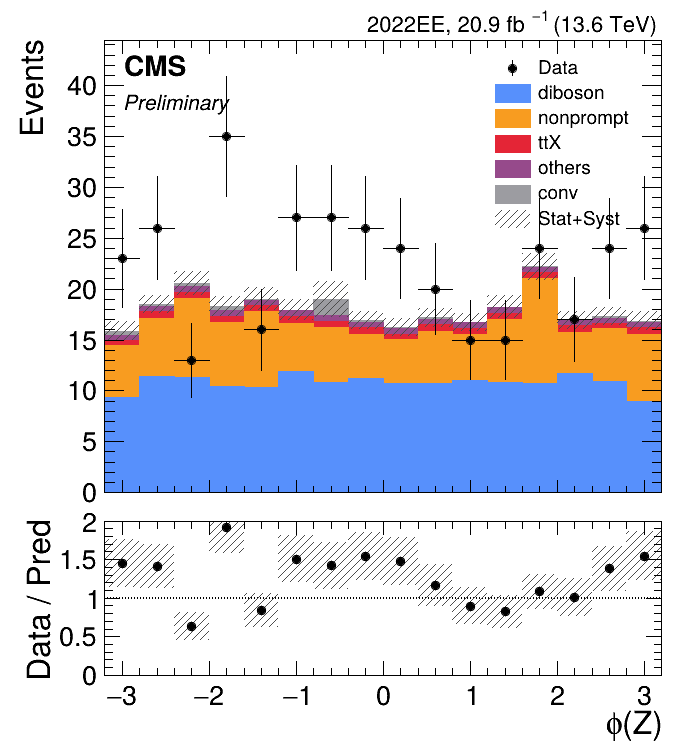 2022EE, 20.9 fb⁻¹ (13.6 TeV)
CMS
Preliminary
Events
40
35
30
25
20
15
10
5
0
Data
diboson
nonprompt
ttX
others
conv
Stat+Syst
Data / Pred
2
1.5
1
0.5
0
−3 −2 −1 0 1 2 3
ϕ(Z)